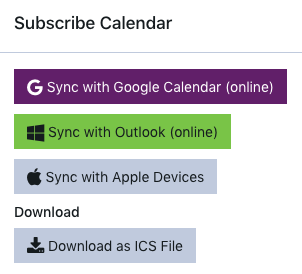 Subscribe Calendar
Sync with Google Calendar (online)
Sync with Outlook (online)
Sync with Apple Devices
Download
Download as ICS File